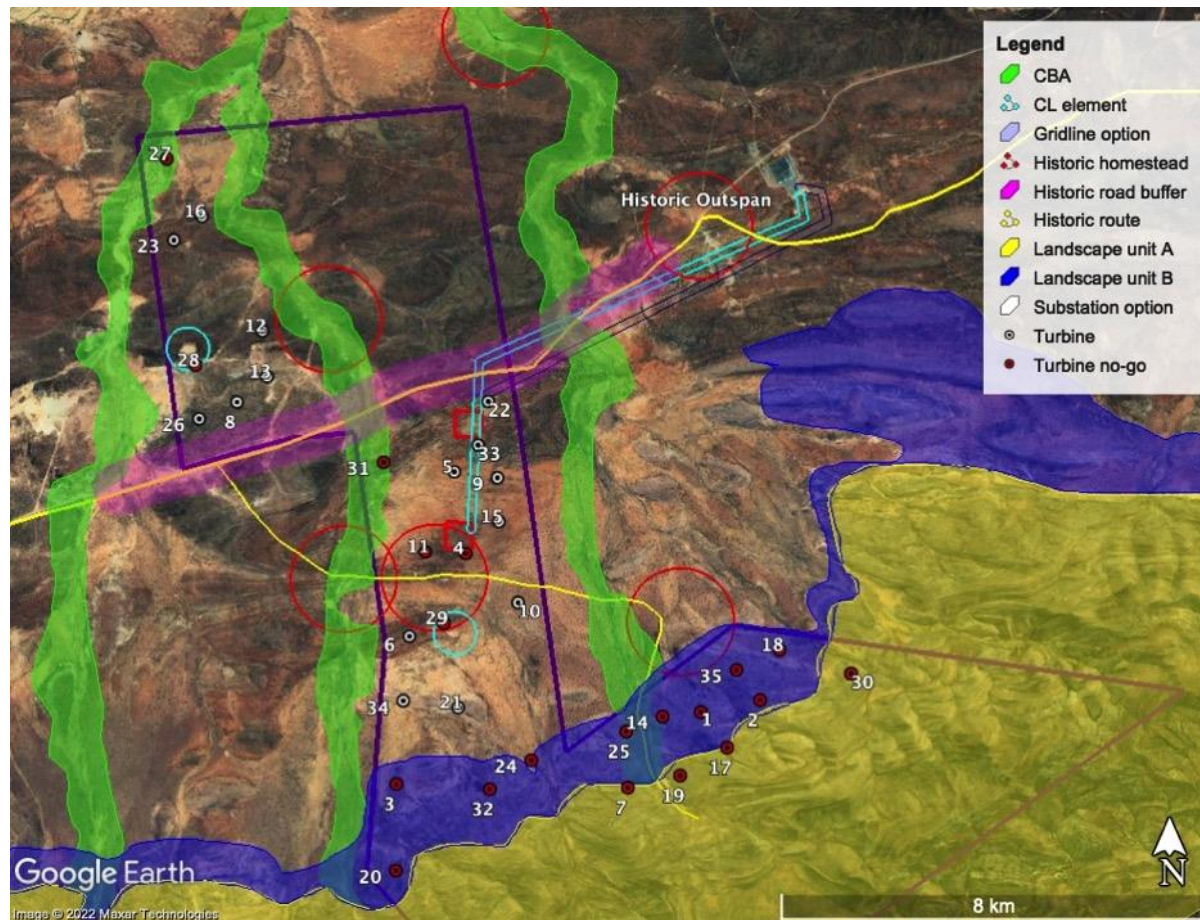 Legend
CBA
CL element
Gridline option
Historic homestead
Historic road buffer
Historic route
Landscape unit A
Landscape unit B
Substation option
Turbine
Turbine no-go
27
16
23
Historic Outspan
12
28
13
8
26
22
33
31
5
9
15
11
4
10
29
6
18
35
30
34
21
14
1
2
25
17
24
3
32
7
19
20
Google Earth
Image © 2022 Maxar Technologies
8 km
N